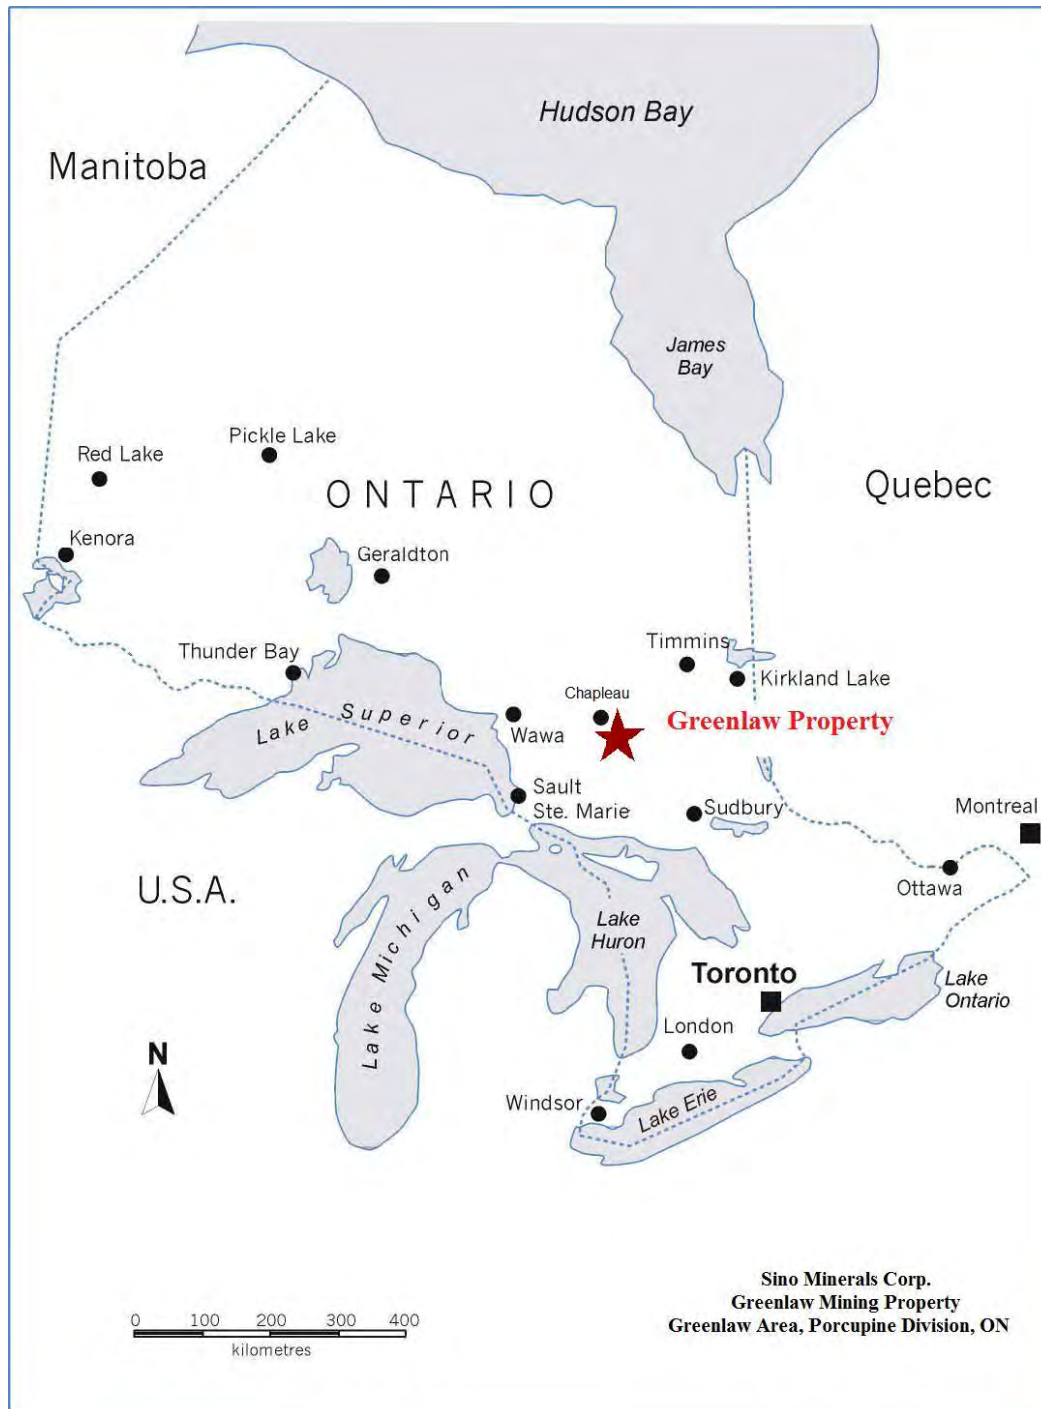 Hudson Bay
Manitoba
James
Bay
Pickle Lake
Red Lake
ONTARIO
Quebec
Kenora
Geraldton
Timmins
Thunder Bay
Kirkland Lake
Chapleau
Lake Superior
Wawa
Greenlaw Property
Sault
Ste. Marie
Sudbury
Montreal
U.S.A.
Ottawa
Lake Michigan
Lake
Huron
Toronto
Lake
Ontario
London
N
Windsor
Lake Erie
Sino Minerals Corp.
Greenlaw Mining Property
Greenlaw Area, Porcupine Division, ON
0 100 200 300 400
kilometres